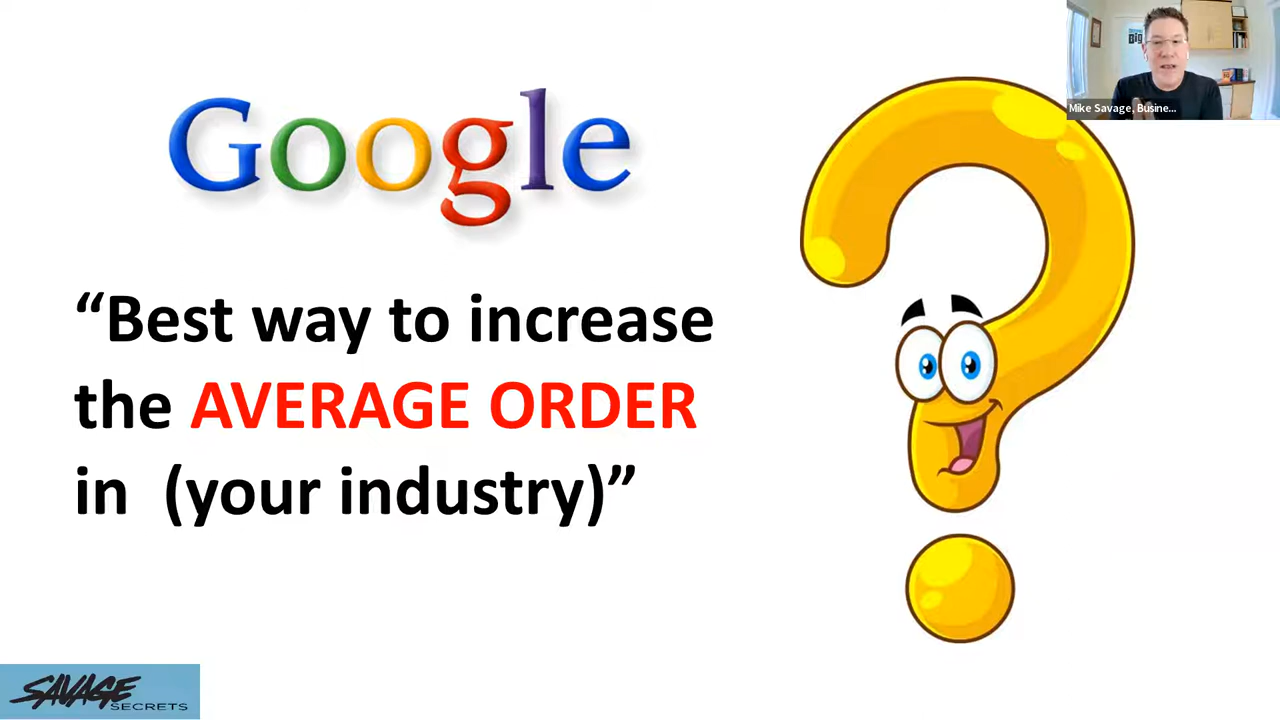 Google
“Best way to increase
the AVERAGE ORDER
in (your industry)”
Mike Savage, Busine...
SAVAGE
SECRETS